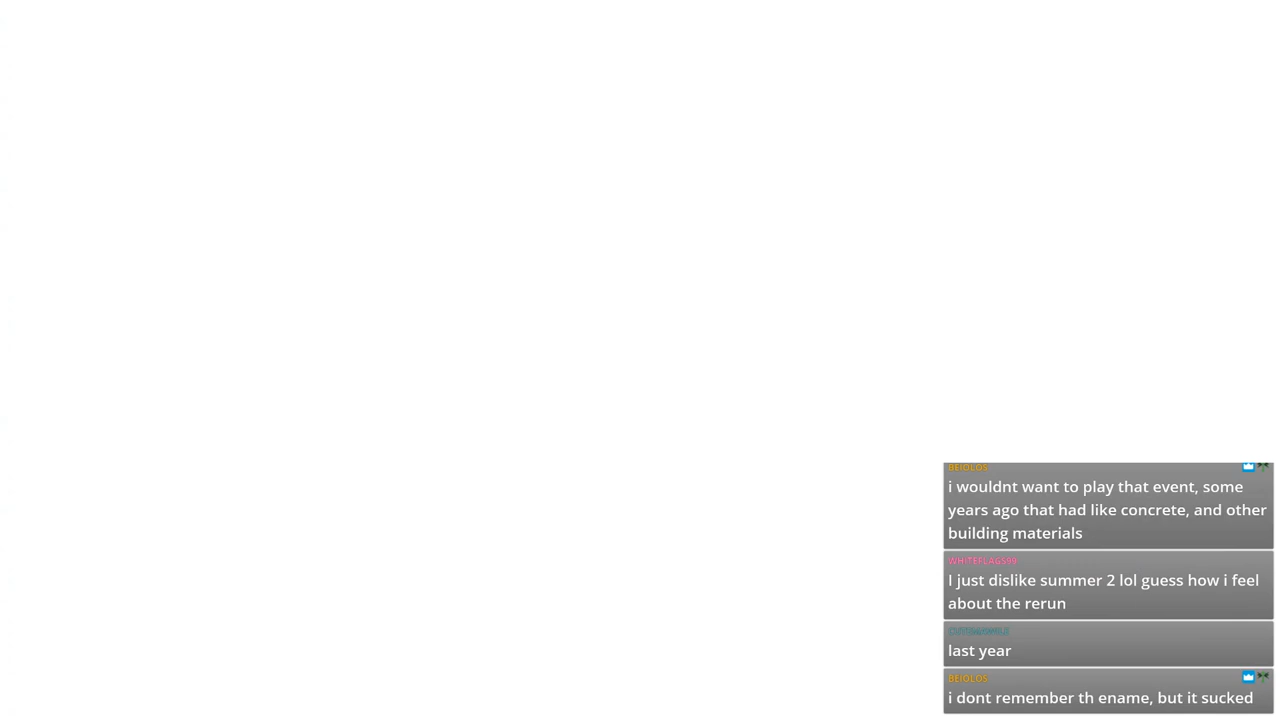 BEIOLOS
i wouldnt want to play that event, some
years ago that had like concrete, and other
building materials
WHITEFLAGS99
I just dislike summer 2 lol guess how i feel
about the rerun
last year
BEIOLOS
i dont remember th ename, but it sucked